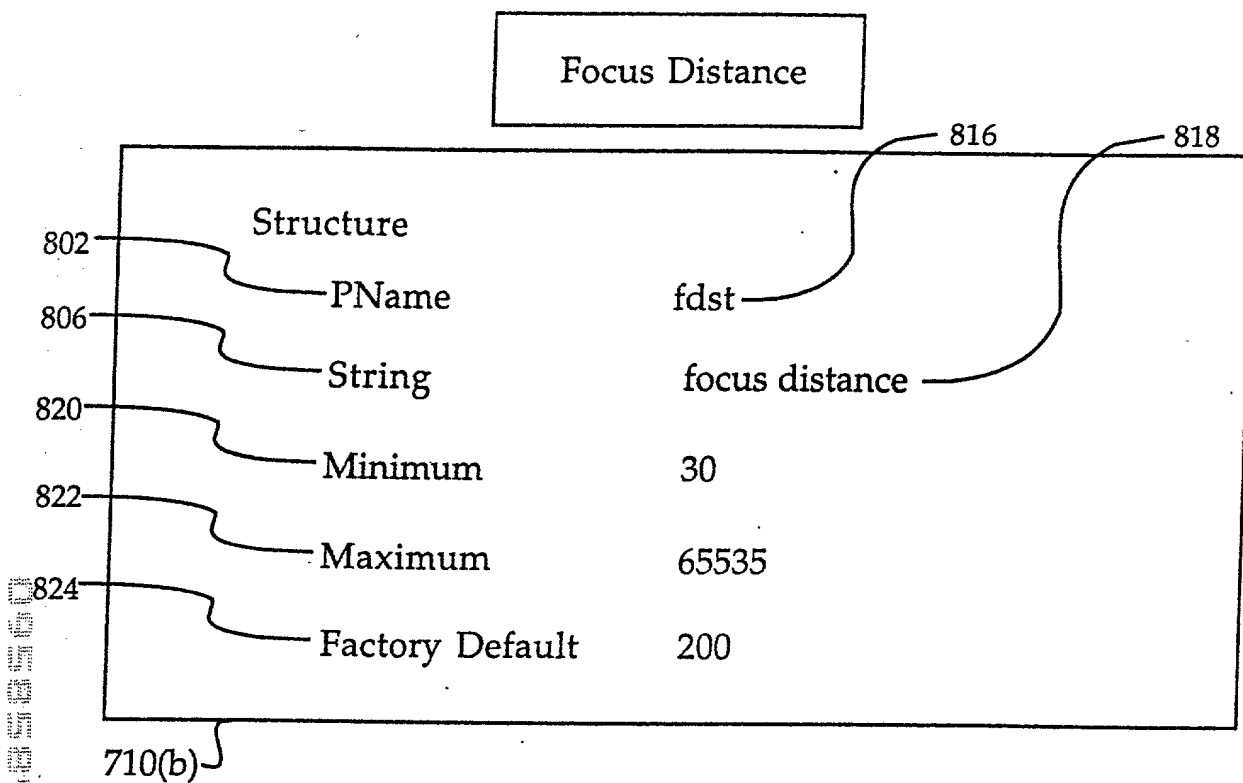 Focus Distance
816 818
Structure
802
PName fdst
806
String focus distance
820
Minimum 30
822
Maximum 65535
824
Factory Default 200
710(b)